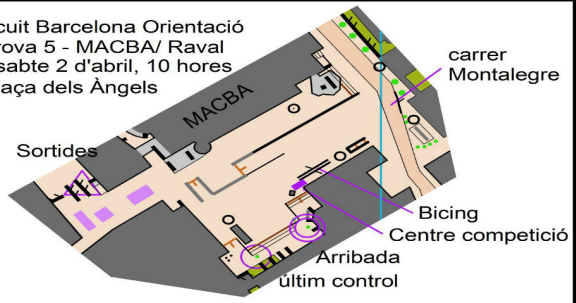 cuit Barcelona Orientació
rova 5 - MACBA/ Raval
sabte 2 d'abril, 10 hores
aça dels Àngels
carrer
Montalegre
MACBA
Sortides
Bicing
Centre competició
Arribada
últim control